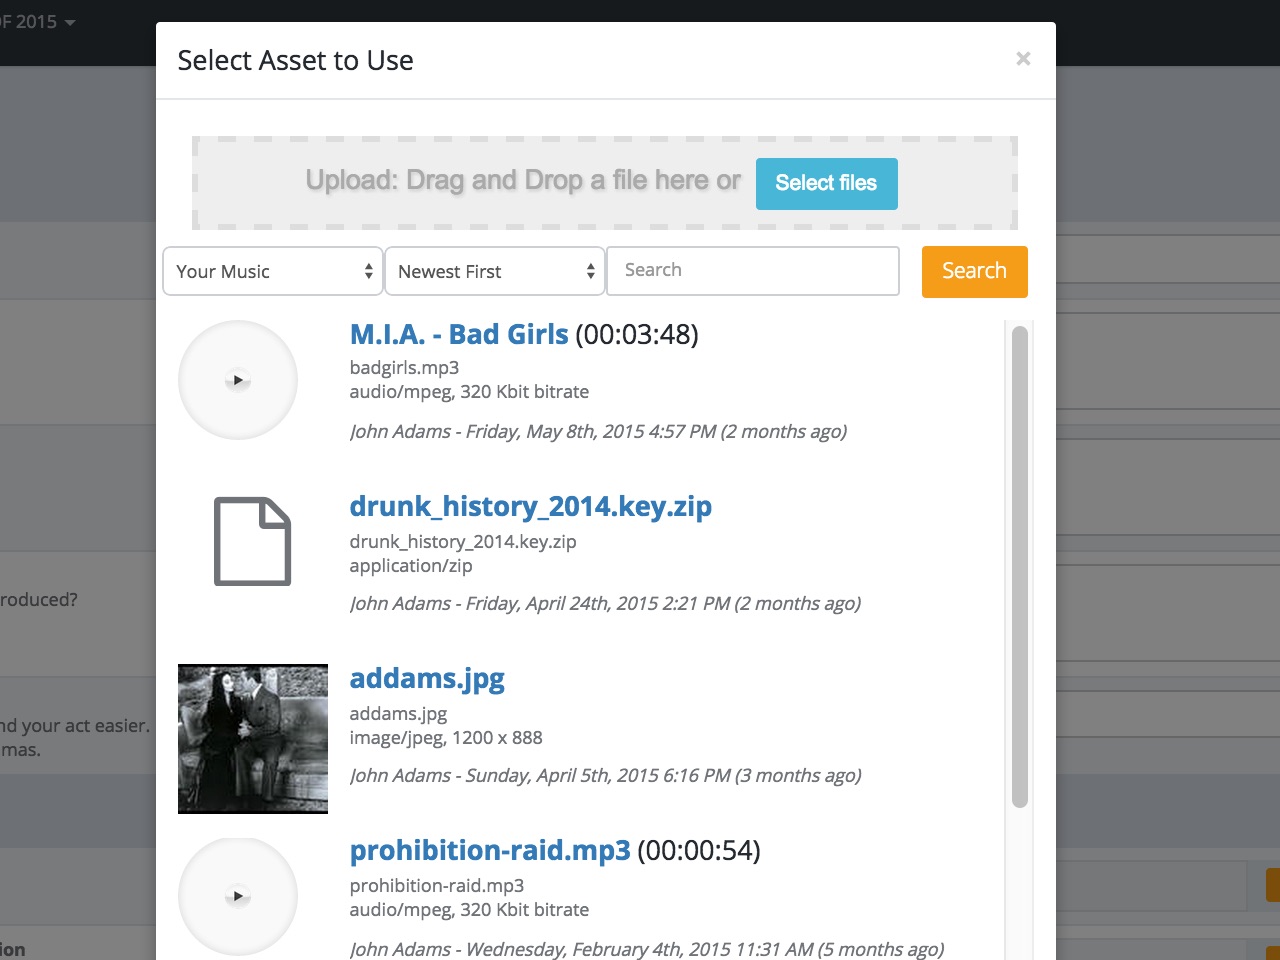 OF 2015
Select Asset to Use
×
Upload: Drag and Drop a file here or
Select files
Your Music
Newest First
Search
Search
M.I.A. - Bad Girls (00:03:48)
badgirls.mp3
audio/mpeg, 320 Kbit bitrate
John Adams - Friday, May 8th, 2015 4:57 PM (2 months ago)
drunk_history_2014.key.zip
drunk_history_2014.key.zip
application/zip
John Adams - Friday, April 24th, 2015 2:21 PM (2 months ago)
roduced?
addams.jpg
addams.jpg
image/jpeg, 1200 x 888
John Adams - Sunday, April 5th, 2015 6:16 PM (3 months ago)
nd your act easier.
mas.
prohibition-raid.mp3 (00:00:54)
prohibition-raid.mp3
audio/mpeg, 320 Kbit bitrate
John Adams - Wednesday, February 4th, 2015 11:31 AM (5 months ago)
ion